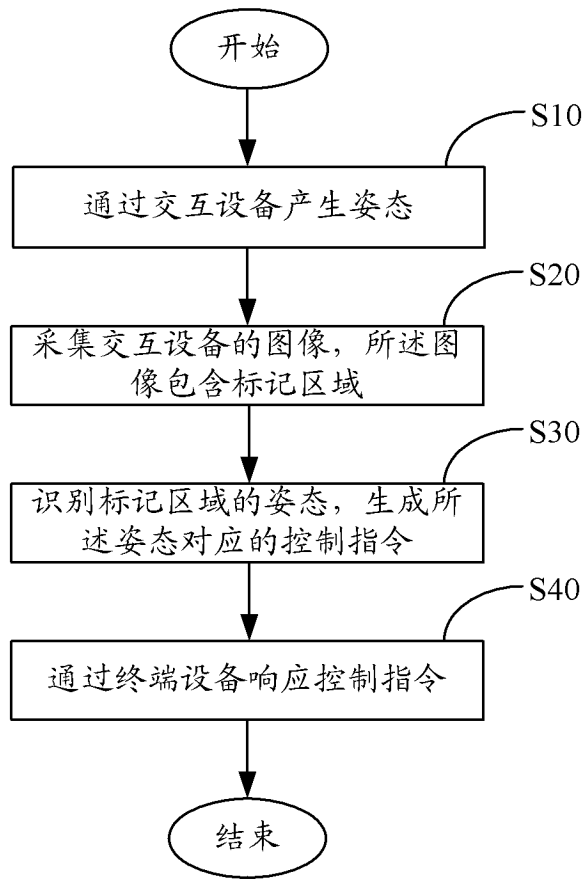 开始
S10
通过交互设备产生姿态
S20
采集交互设备的图像，所述图
像包含标记区域
S30
识别标记区域的姿态，生成所
述姿态对应的控制指令
S40
通过终端设备响应控制指令
结束